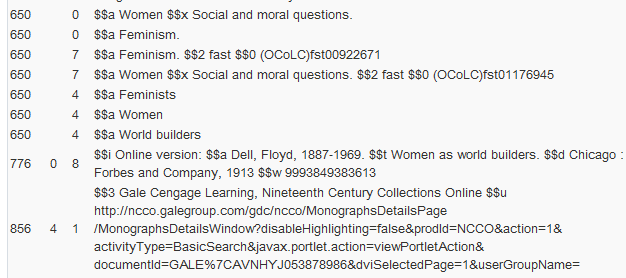 650 0 $$a Women $$x Social and moral questions.
650 0 $$a Feminism.
650 7 $$a Feminism. $$2 fast $$0 (OCoLC)fst00922671
650 7 $$a Women $$x Social and moral questions. $$2 fast $$0 (OCoLC)fst01176945
650 4 $$a Feminists
650 4 $$a Women
650 4 $$a World builders
776 0 8 $$i Online version: $$a Dell, Floyd, 1887-1969. $$t Women as world builders. $$d Chicago :
Forbes and Company, 1913 $$w 9993849383613
$$3 Gale Cengage Learning, Nineteenth Century Collections Online $$u
http://ncco.galegroup.com/gdc/ncco/MonographsDetailsPage
856 4 1 /MonographsDetailsWindow?disableHighlighting=false&prodId=NCCO&action=1&
activityType=BasicSearch&javax.portlet.action=viewPortletAction&
documentId=GALE%7CAVNHYJ053878986&dviSelectedPage=1&userGroupName=